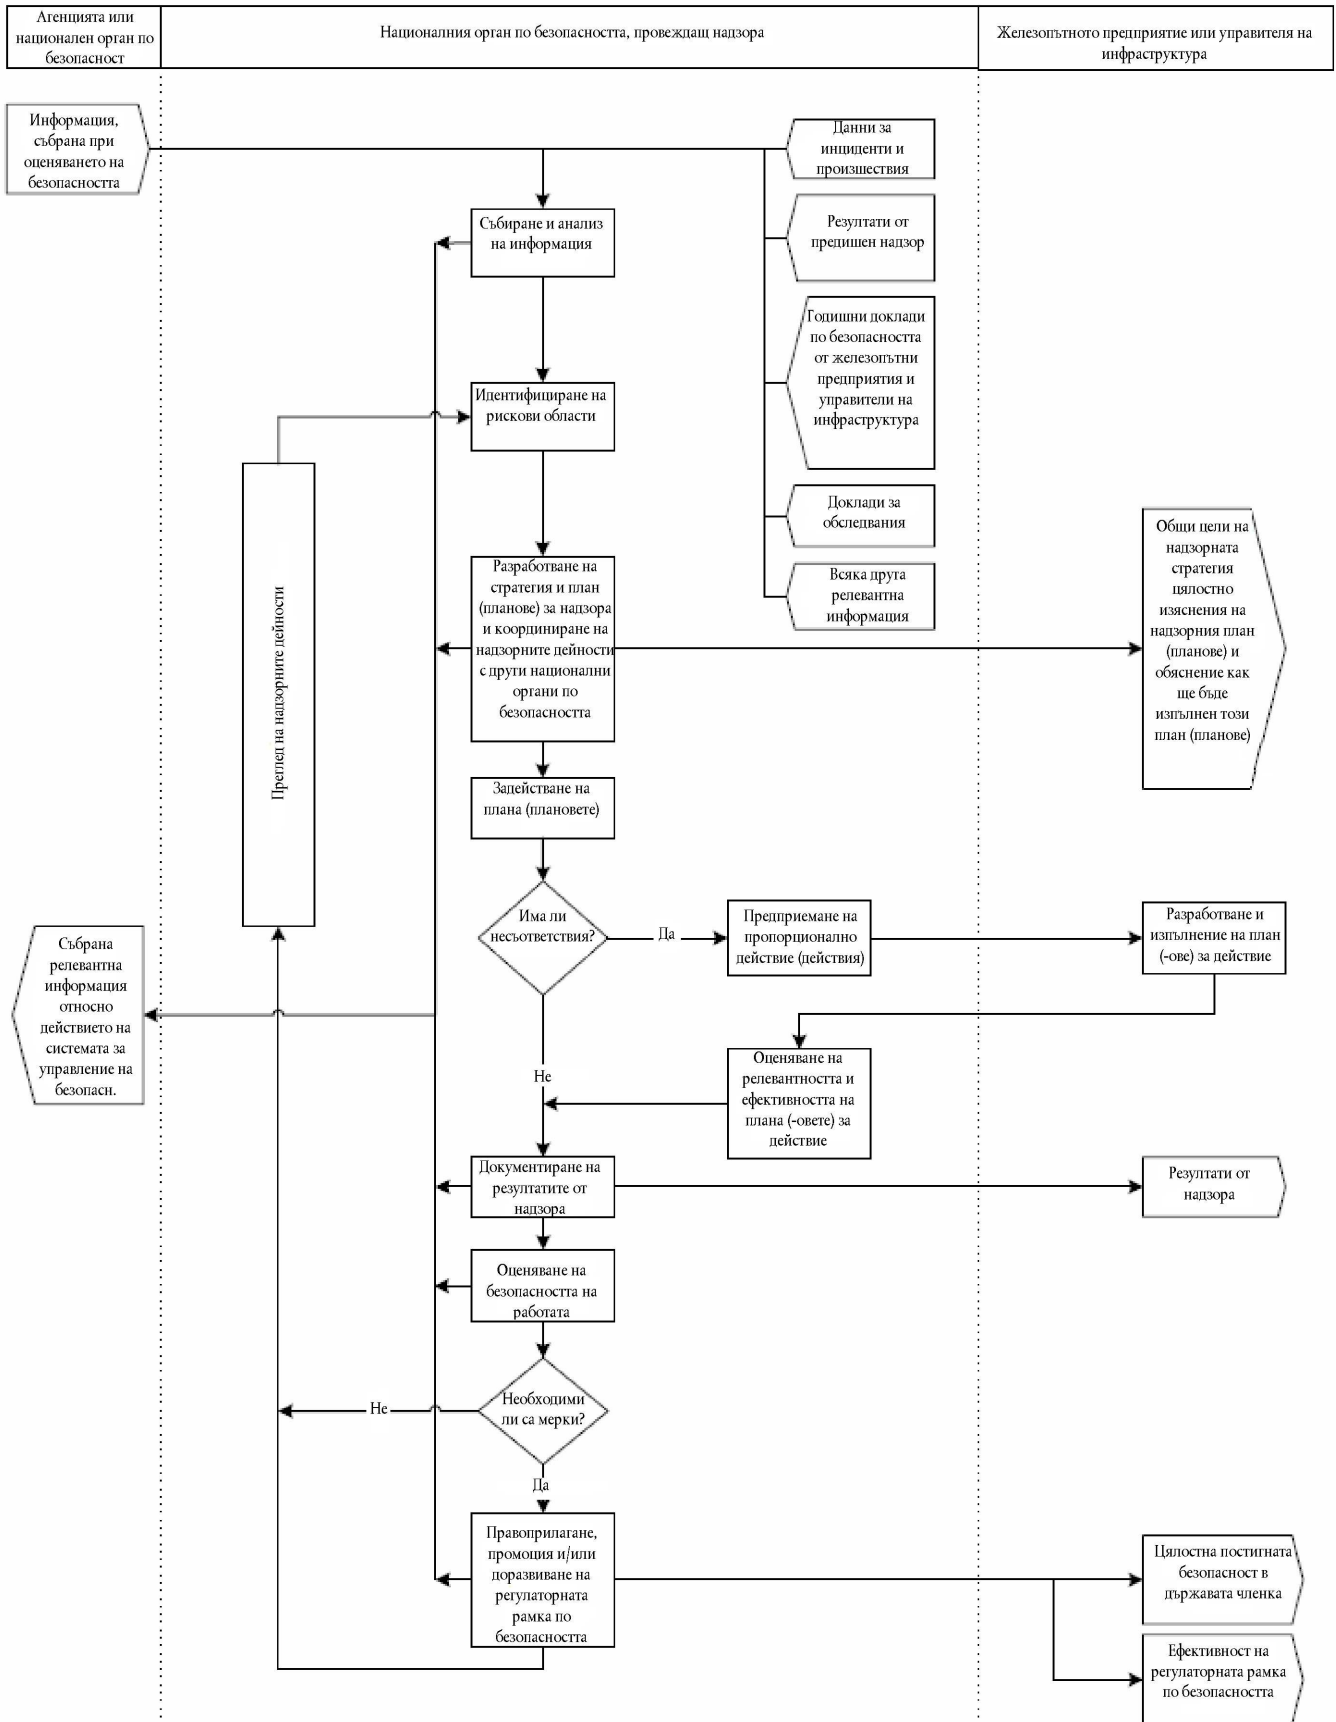 Агенцията или
национален орган по
безопасност
Националния орган по безопасността, провеждащ надзора
Железопътното предприятие или управителя на
инфраструктура
Информация,
събрана при
оценяването на
безопасността
Данни за
инциденти и
произшествия
Събиране и анализ
на информация
Резултати от
предишен надзор
Годишни доклади
по безопасността
от железопътни
предприятия и
управители на
инфраструктура
Идентифициране на
рискови области
Доклади за
обследвания
Всяка друга
релевантна
информация
Разработване на
стратегия и план
(планове) за надзора
и координиране на
надзорните дейности
с други национални
органи по
безопасността
Общи цели на
надзорната
стратегия
цялостно
изяснения на
надзорния план
(планове) и
обяснение как
ще бъде
изпълнен този
план (планове)
Преглед на надзорните дейности
Задействане на
плана (плановете)
Има ли
несъответствия?
Да
Предприемане на
пропорционално
действие (действия)
Разработване и
изпълнение на план
(-ове) за действие
Събрана
релевантна
информация
относно
действието на
системата за
управление на
безопасн.
Не
Оценяване на
релевантността и
ефективността на
плана (-овете) за
действие
Документиране на
резултатите от
надзора
Резултати от
надзора
Оценяване на
безопасността на
работата
Необходими
ли са мерки?
Не
Да
Правоприлагане,
промоция и/или
доразвиване на
регулаторната
рамка по
безопасността
Цялостна постигната
безопасност в
държавата членка
Ефективност на
регулаторната рамка
по безопасността